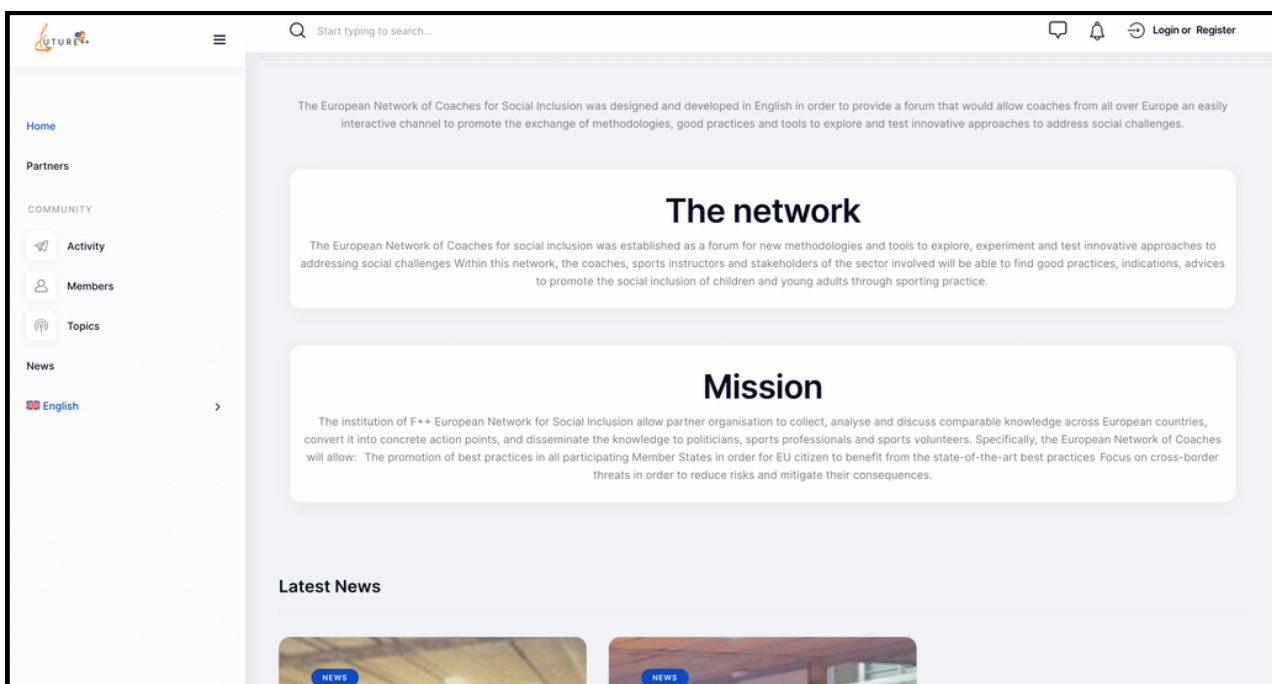 FUTURE++
Start typing to search...
Login or Register
Home
Partners
COMMUNITY
Activity
Members
Topics
News
English
The European Network of Coaches for Social Inclusion was designed and developed in English in order to provide a forum that would allow coaches from all over Europe an easily
interactive channel to promote the exchange of methodologies, good practices and tools to explore and test innovative approaches to address social challenges.
The network
The European Network of Coaches for social inclusion was established as a forum for new methodologies and tools to explore, experiment and test innovative approaches to
addressing social challenges Within this network, the coaches, sports instructors and stakeholders of the sector involved will be able to find good practices, indications, advices
to promote the social inclusion of children and young adults through sporting practice.
Mission
The institution of F++ European Network for Social Inclusion allow partner organisation to collect, analyse and discuss comparable knowledge across European countries,
convert it into concrete action points, and disseminate the knowledge to politicians, sports professionals and sports volunteers. Specifically, the European Network of Coaches
will allow: The promotion of best practices in all participating Member States in order for EU citizen to benefit from the state-of-the-art best practices Focus on cross-border
threats in order to reduce risks and mitigate their consequences.
Latest News
NEWS
NEWS